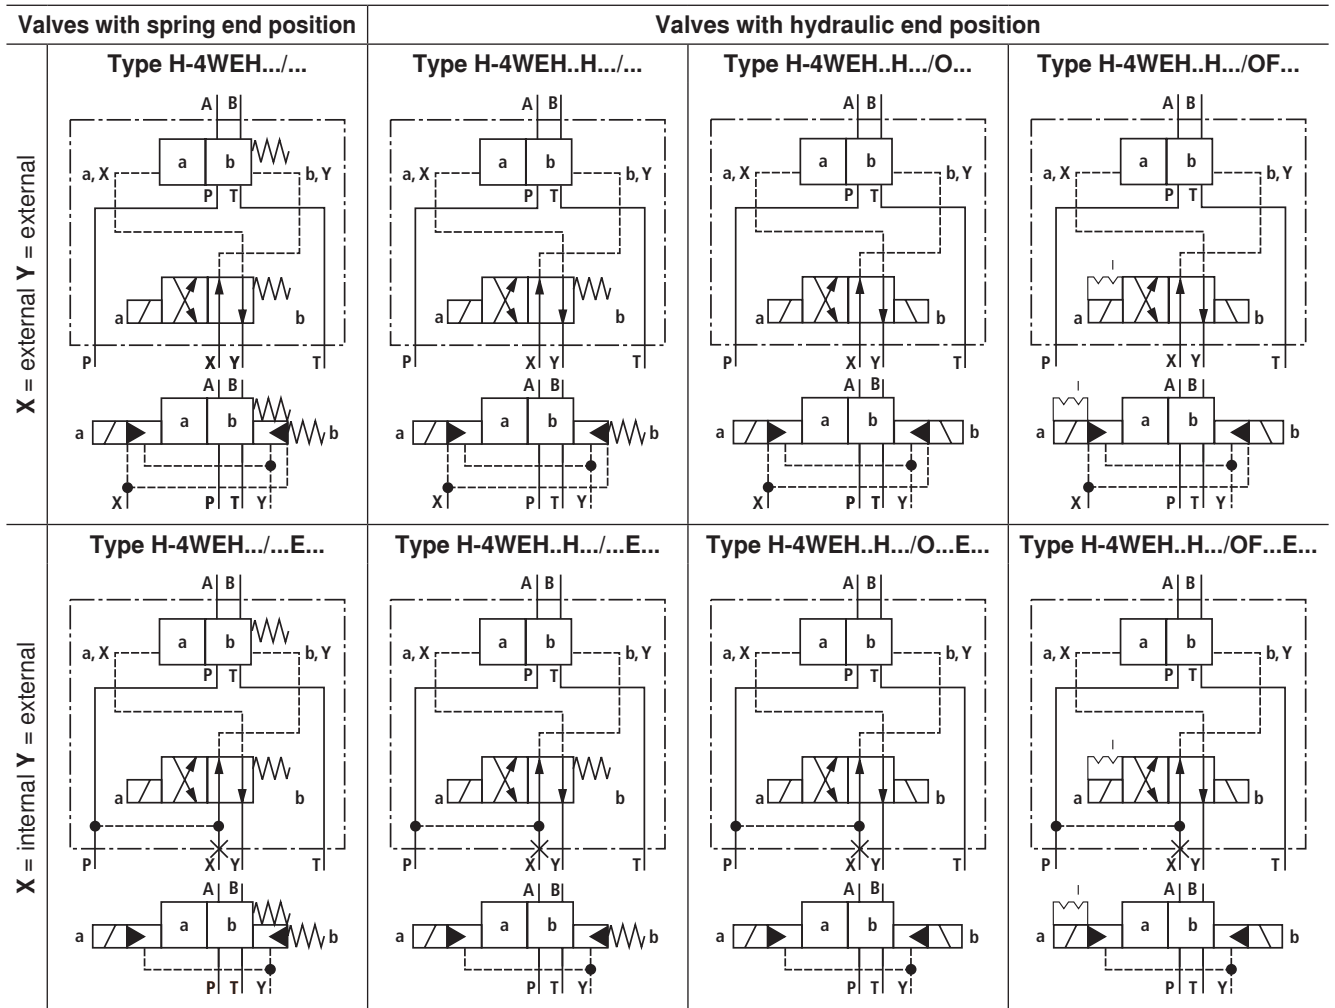 Valves with spring end position
Valves with hydraulic end position
X = external Y = external
Type H-4WEH.../...
A B
a b
a, X b, Y
P T
a b
P X Y T
A B
a a b b
X P T Y
Type H-4WEH..H.../...
A B
a b
a, X b, Y
P T
a b
P X Y T
A B
a a b b
X P T Y
Type H-4WEH..H.../O...
A B
a b
a, X b, Y
P T
a b
P X Y T
A B
a a b b
X P T Y
Type H-4WEH..H.../OF...
A B
a b
a, X b, Y
P T
a b
P X Y T
A B
a a b b
X P T Y
X = internal Y = external
Type H-4WEH.../...E...
A B
a b
a, X b, Y
P T
a b
P X Y T
A B
a a b b
P T Y
Type H-4WEH..H.../...E...
A B
a b
a, X b, Y
P T
a b
P X Y T
A B
a a b b
P T Y
Type H-4WEH..H.../O...E...
A B
a b
a, X b, Y
P T
a b
P X Y T
A B
a a b b
P T Y
Type H-4WEH..H.../OF...E...
A B
a b
a, X b, Y
P T
a b
P X Y T
A B
a a b b
P T Y